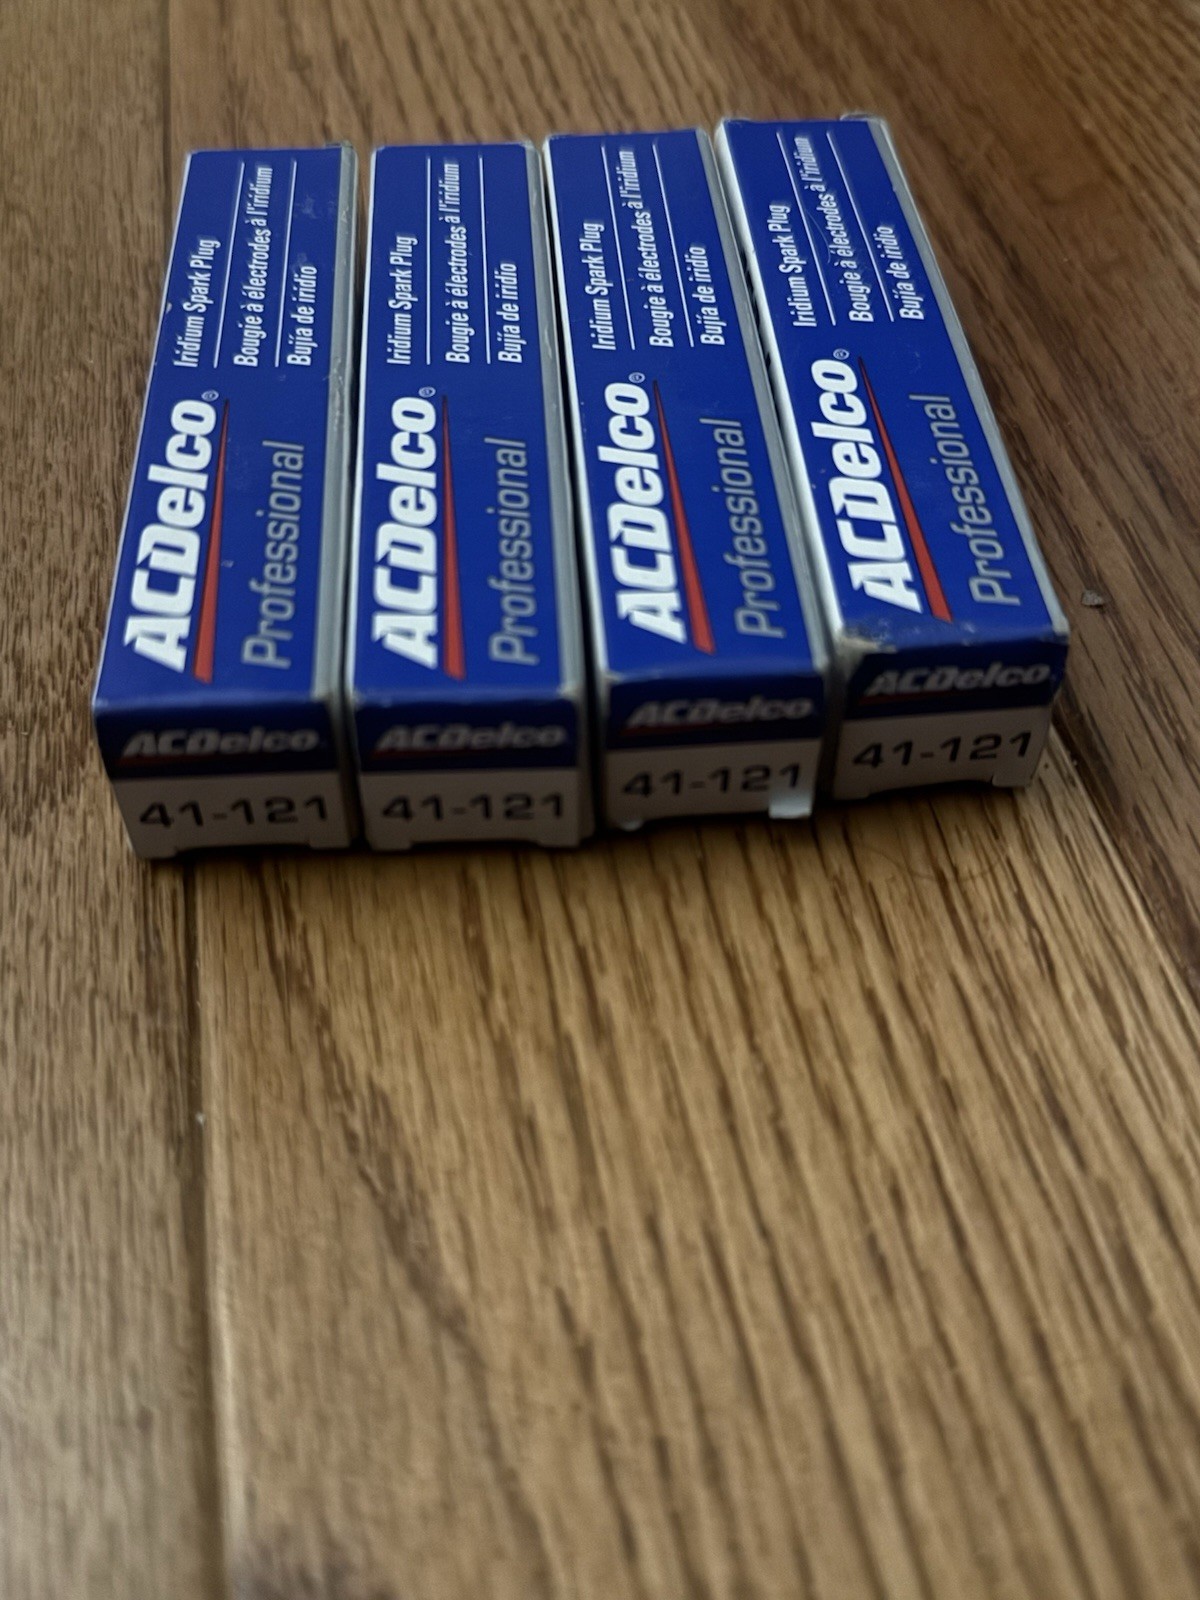 Iridium Spark Plug
Bougie à électrodes à l'iridium
Bujía de iridio
ACDelco®
Professional
ACDelco
41-121
Iridium Spark Plug
Bougie à électrodes à l'iridium
Bujía de iridio
ACDelco®
Professional
ACDelco
41-121
Iridium Spark Plug
Bougie à électrodes à l'iridium
Bujía de iridio
ACDelco®
Professional
ACDelco
41-121
Iridium Spark Plug
Bougie à électrodes à l'iridium
Bujía de iridio
ACDelco®
Professional
ACDelco
41-121